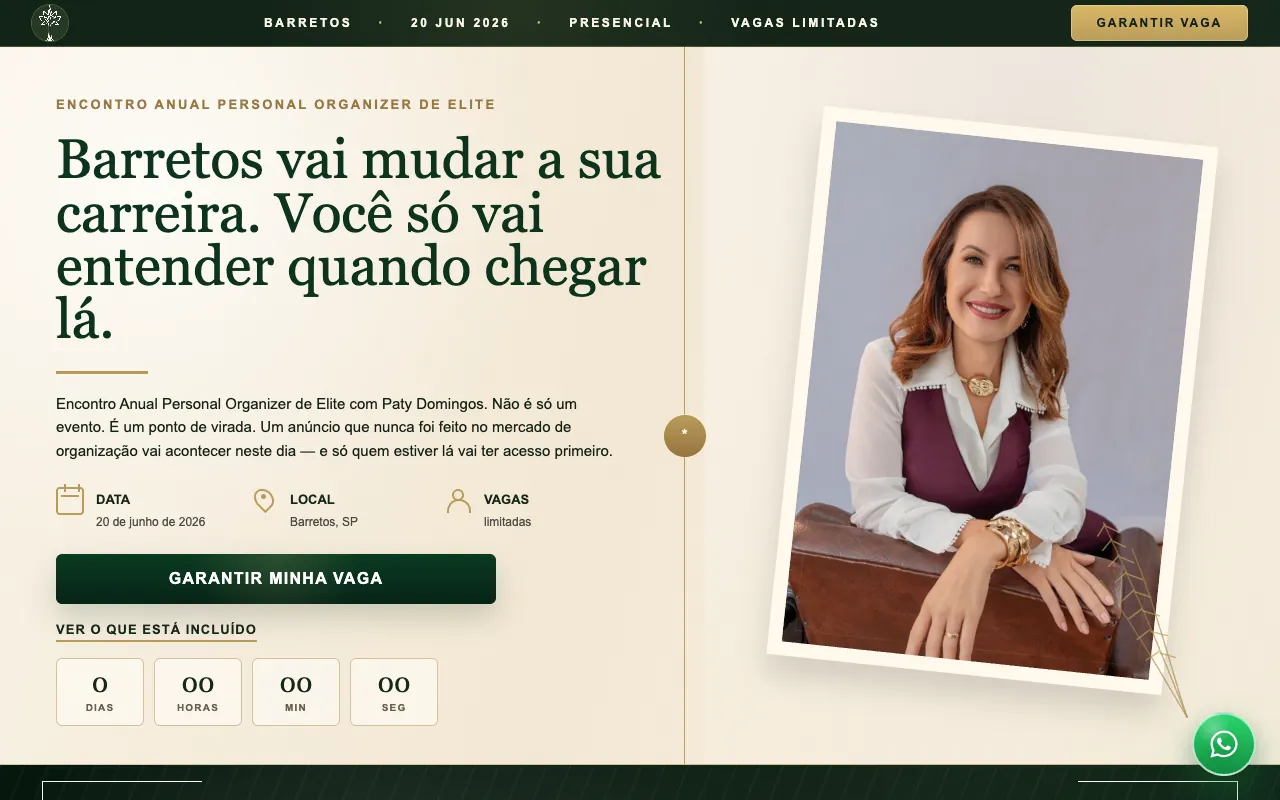 BARRETOS • 20 JUN 2026 • PRESENCIAL • VAGAS LIMITADAS
GARANTIR VAGA
ENCONTRO ANUAL PERSONAL ORGANIZER DE ELITE
Barretos vai mudar a sua
carreira. Você só vai
entender quando chegar
lá.
Encontro Anual Personal Organizer de Elite com Paty Domingos. Não é só um
evento. É um ponto de virada. Um anúncio que nunca foi feito no mercado de
organização vai acontecer neste dia — e só quem estiver lá vai ter acesso primeiro.
*
DATA
20 de junho de 2026
LOCAL
Barretos, SP
VAGAS
limitadas
GARANTIR MINHA VAGA
VER O QUE ESTÁ INCLUÍDO
0 DIAS
00 HORAS
00 MIN
00 SEG